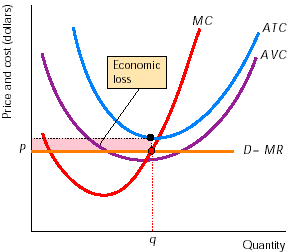 Price and cost (dollars)
MC
ATC
AVC
Economic
loss
p
D– MR
q
Quantity